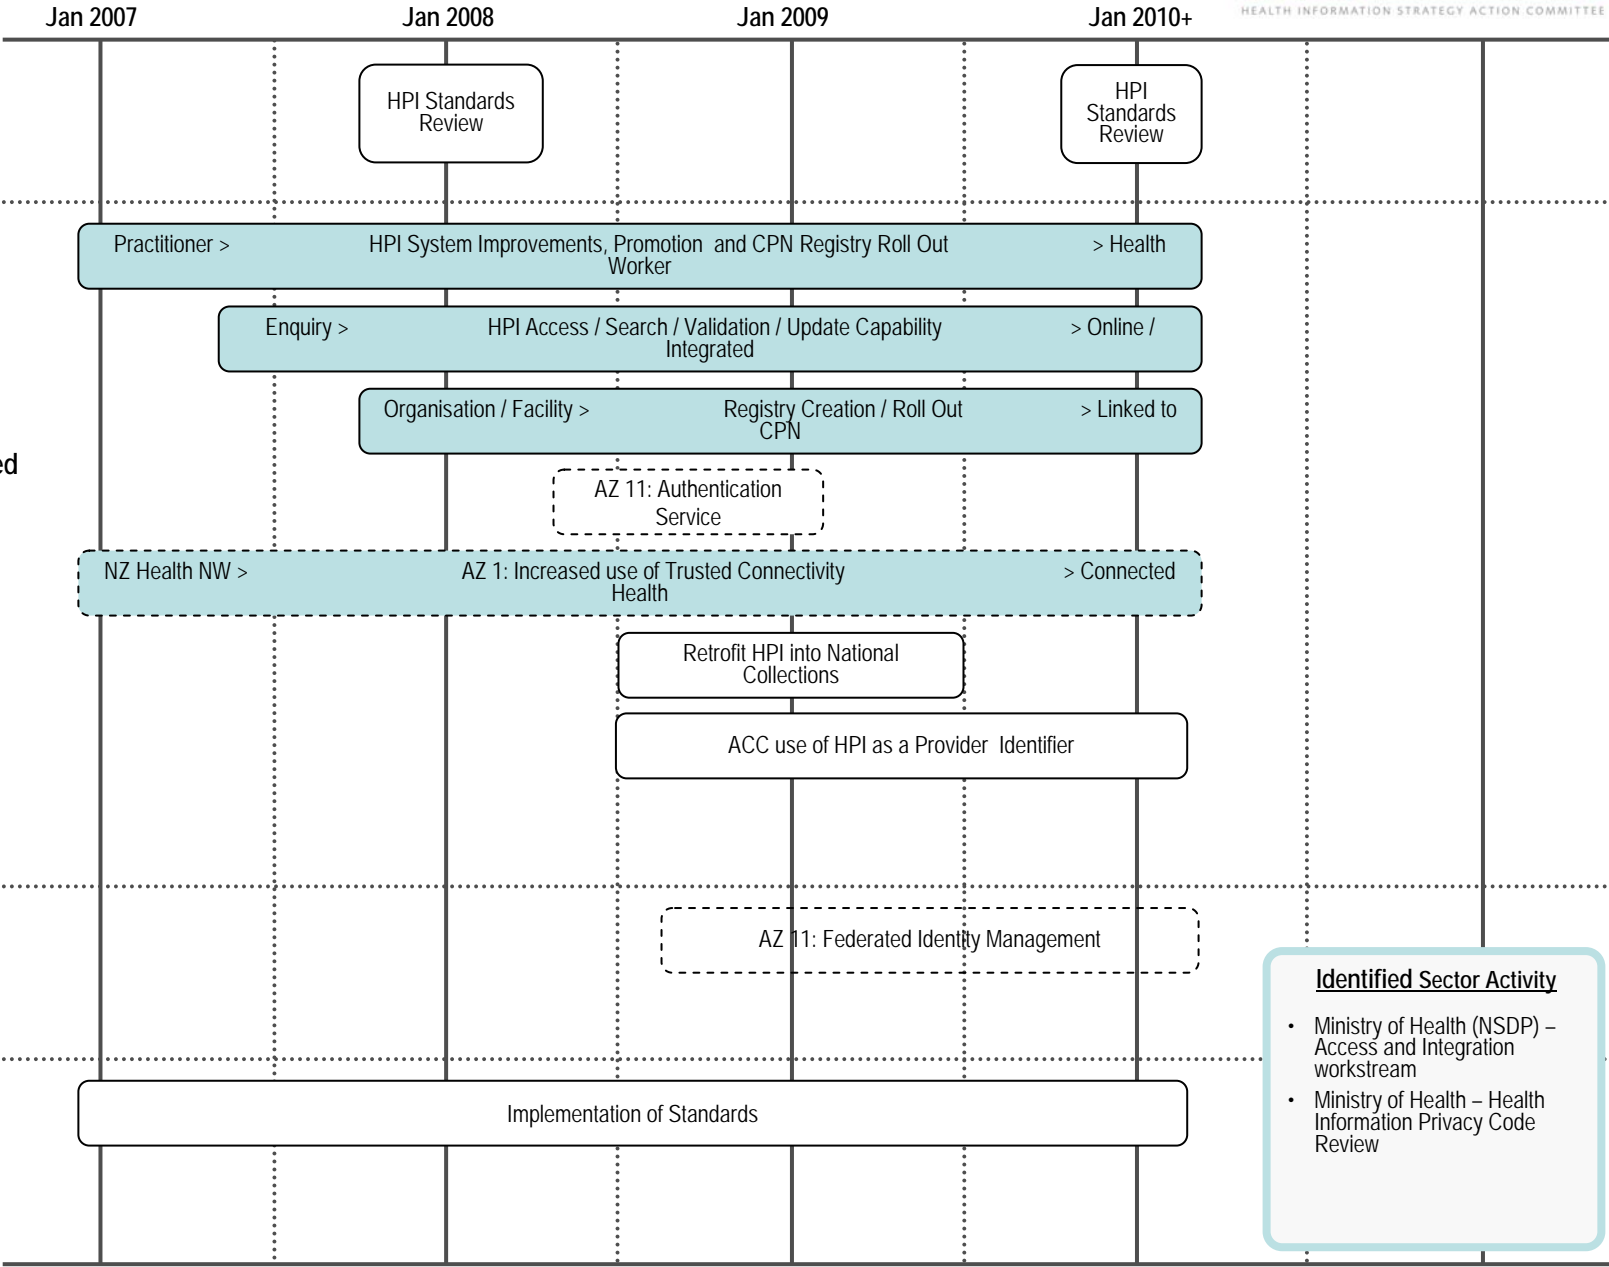 Jan 2007 Jan 2008 Jan 2009 Jan 2010+
HEALTH INFORMATION STRATEGY ACTION COMMITTEE
HPI Standards
Review
HPI
Standards
Review
Practitioner > HPI System Improvements, Promotion and CPN Registry Roll Out > Health
Worker
Enquiry > HPI Access / Search / Validation / Update Capability > Online /
Integrated
Organisation / Facility > Registry Creation / Roll Out > Linked to
CPN
ed
AZ 11: Authentication
Service
NZ Health NW > AZ 1: Increased use of Trusted Connectivity > Connected
Health
Retrofit HPI into National
Collections
ACC use of HPI as a Provider Identifier
AZ 11: Federated Identity Management
Identified Sector Activity
• Ministry of Health (NSDP) –
Access and Integration
workstream
• Ministry of Health – Health
Information Privacy Code
Review
Implementation of Standards